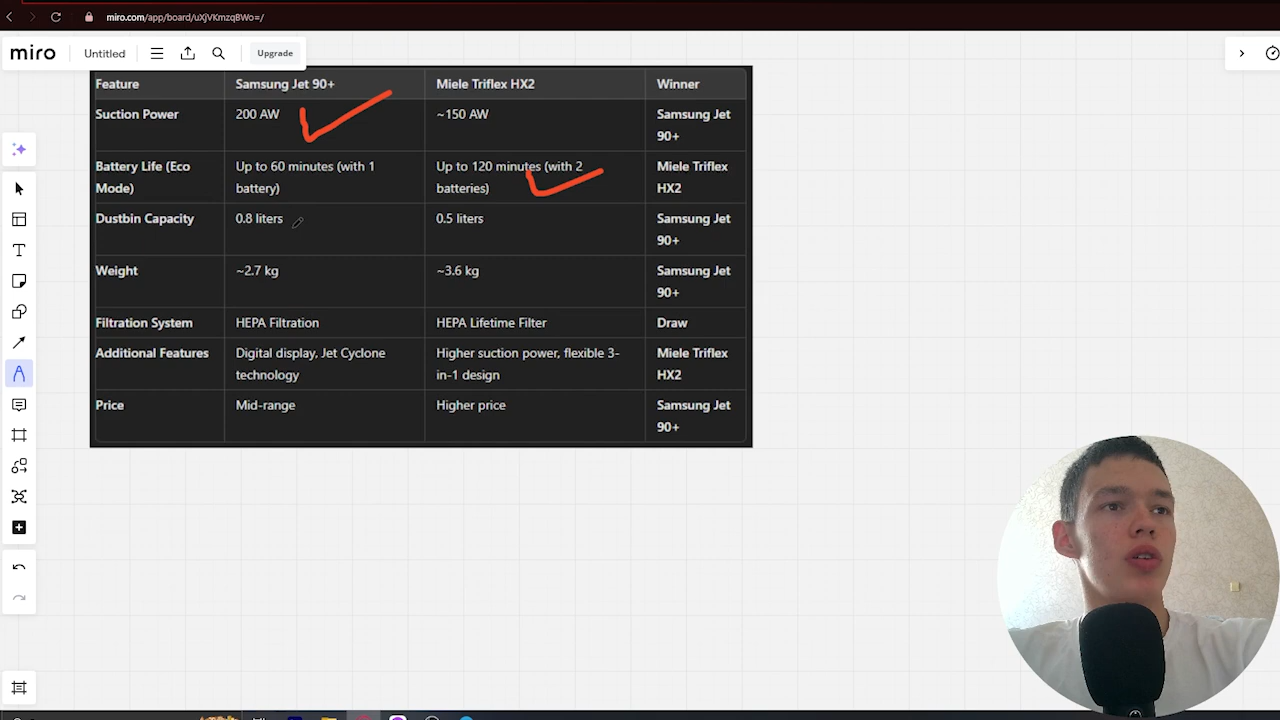 miro.com/app/board/uXjVKmzqBWo=/
miro Untitled Upgrade
Feature Samsung Jet 90+ Miele Triflex HX2 Winner
Suction Power 200 AW ~150 AW Samsung Jet
90+
Battery Life (Eco Up to 60 minutes (with 1 Up to 120 minutes (with 2 Miele Triflex
Mode) battery) batteries) HX2
Dustbin Capacity 0.8 liters 0.5 liters Samsung Jet
90+
Weight ~2.7 kg ~3.6 kg Samsung Jet
90+
Filtration System HEPA Filtration HEPA Lifetime Filter Draw
Additional Features Digital display, Jet Cyclone Higher suction power, flexible 3- Miele Triflex
technology in-1 design HX2
Price Mid-range Higher price Samsung Jet
90+